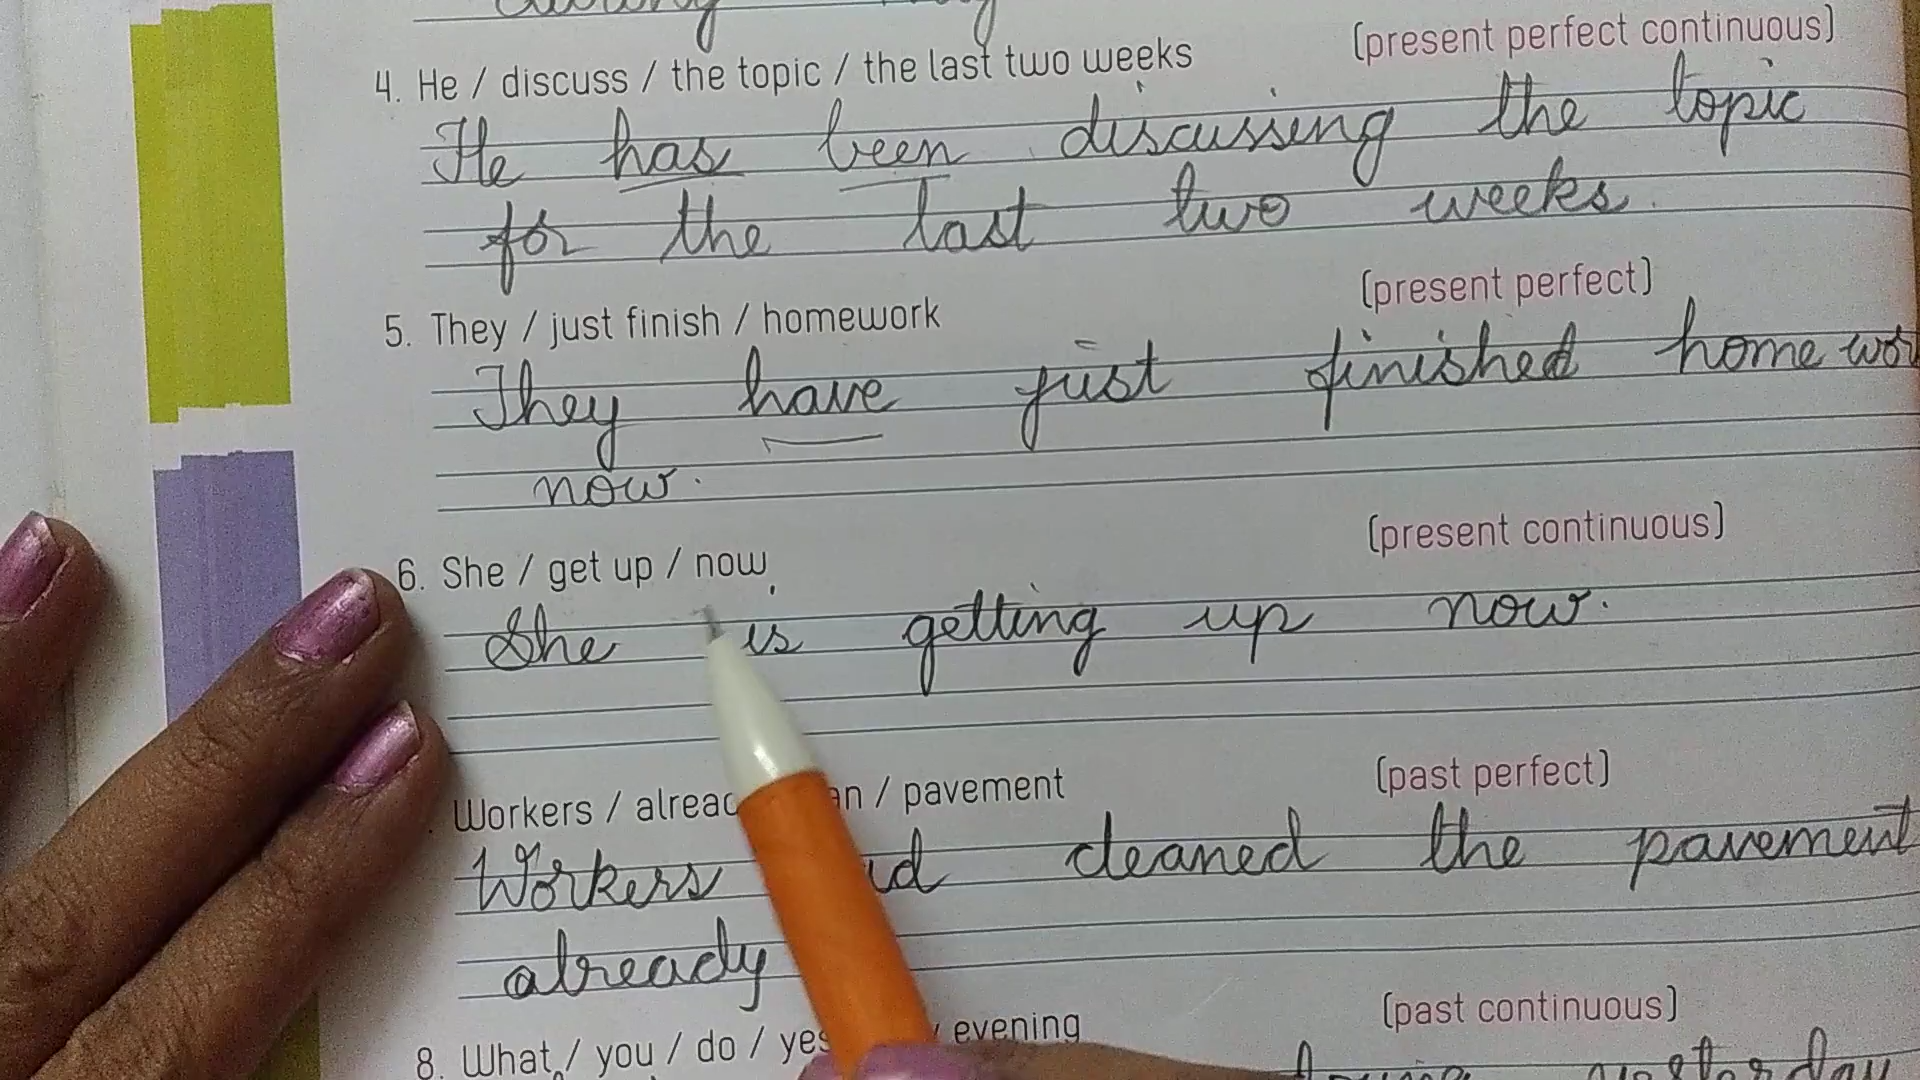 4. He / discuss / the topic / the last two weeks (present perfect continuous)
He has been discussing the topic
for the last two weeks.
5. They / just finish / homework (present perfect)
They have just finished home wor
now.
6. She / get up / now (present continuous)
She is getting up now.
Workers / an / pavement (past perfect)
Workers cleaned the pavement
already
8. What / you / do / evening (past continuous)